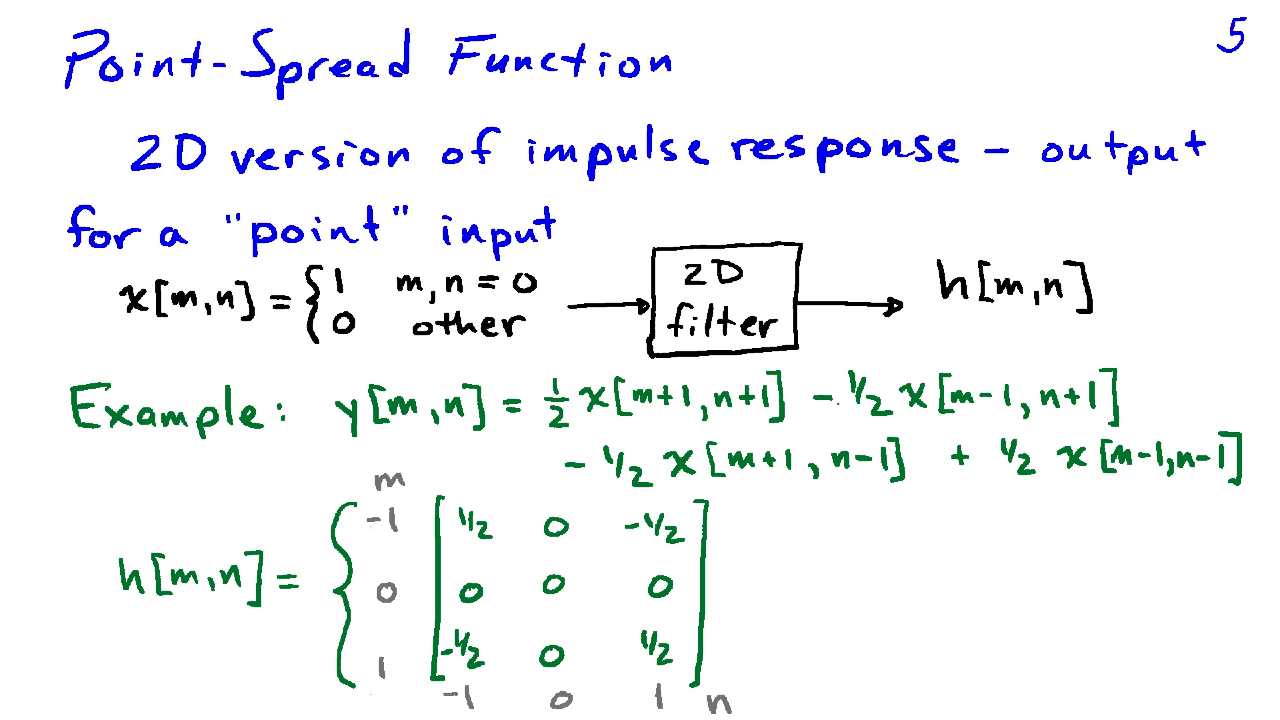 5
Point-Spread Function
2D version of impulse response – output
for a "point" input
x[m,n] = { 1 m,n = 0
0 other
2D
filter
h[m,n]
Example: y[m,n] = 1/2 x[m+1,n+1] - 1/2 x[m-1,n+1]
- 1/2 x[m+1,n-1] + 1/2 x[m-1,n-1]
m
-1 1/2 0 -1/2
h[m,n] = { 0 [ 0 0 0 ]
1 -1/2 0 1/2
-1 0 1 n